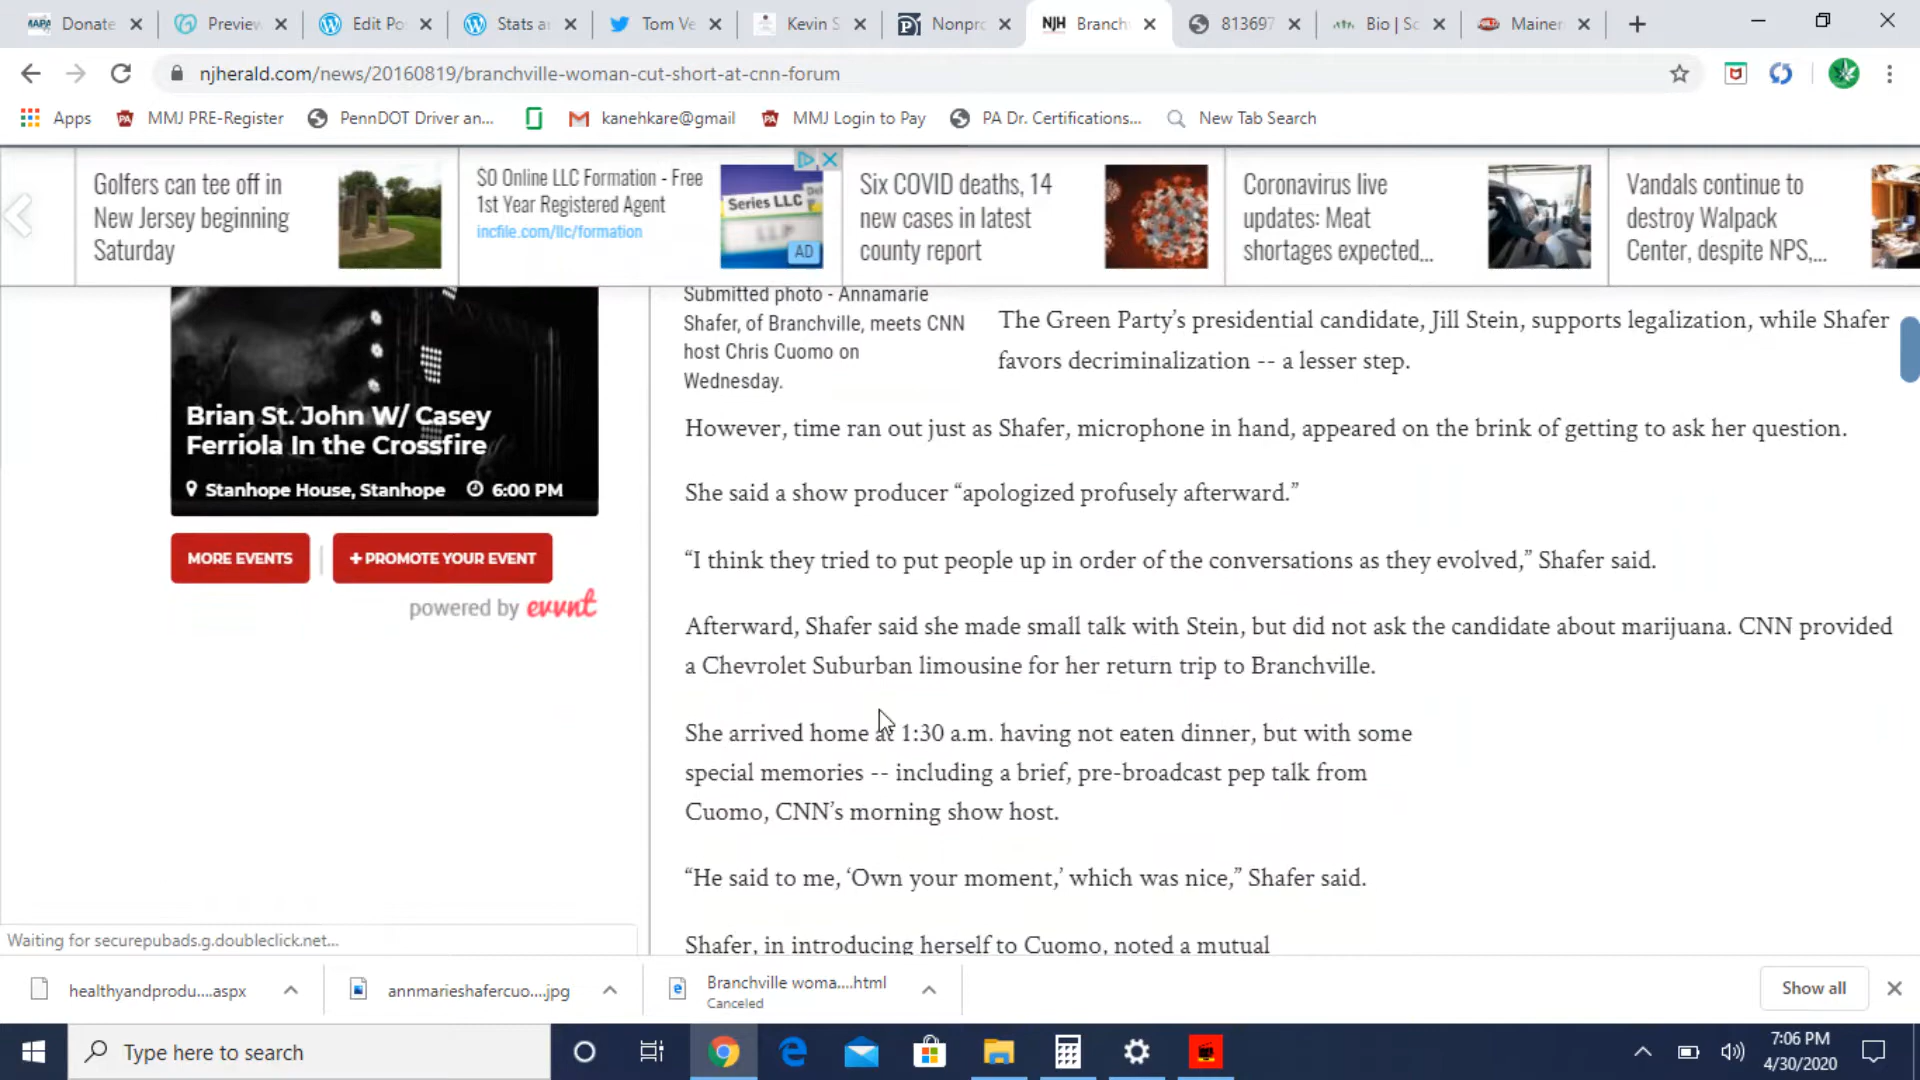 Donate
Preview
Edit Po
Stats a
Tom Ve
Kevin S
Nonpr
NJH Branch
813697
Bio | Sc
Mainer
njherald.com/news/20160819/branchville-woman-cut-short-at-cnn-forum
Apps
MMJ PRE-Register
PennDOT Driver an...
kanehkare@gmail
MMJ Login to Pay
PA Dr. Certifications...
New Tab Search
Golfers can tee off in
New Jersey beginning
Saturday
$0 Online LLC Formation - Free
1st Year Registered Agent
incfile.com/llc/formation
Series LLC
AD
Six COVID deaths, 14
new cases in latest
county report
Coronavirus live
updates: Meat
shortages expected...
Vandals continue to
destroy Walpack
Center, despite NPS,...
Brian St. John W/ Casey
Ferriola In the Crossfire
Stanhope House, Stanhope 6:00 PM
MORE EVENTS
+ PROMOTE YOUR EVENT
powered by evvnt
Submitted photo - Annamarie
Shafer, of Branchville, meets CNN
host Chris Cuomo on
Wednesday.
The Green Party’s presidential candidate, Jill Stein, supports legalization, while Shafer
favors decriminalization -- a lesser step.
However, time ran out just as Shafer, microphone in hand, appeared on the brink of getting to ask her question.
She said a show producer “apologized profusely afterward.”
“I think they tried to put people up in order of the conversations as they evolved,” Shafer said.
Afterward, Shafer said she made small talk with Stein, but did not ask the candidate about marijuana. CNN provided
a Chevrolet Suburban limousine for her return trip to Branchville.
She arrived home at 1:30 a.m. having not eaten dinner, but with some
special memories -- including a brief, pre-broadcast pep talk from
Cuomo, CNN’s morning show host.
“He said to me, ‘Own your moment,’ which was nice,” Shafer said.
Shafer, in introducing herself to Cuomo, noted a mutual
Waiting for securepubads.g.doubleclick.net...
healthyandprodu....aspx
annmarieshafercuo....jpg
Branchville woma....html
Canceled
Show all
Type here to search
7:06 PM
4/30/2020